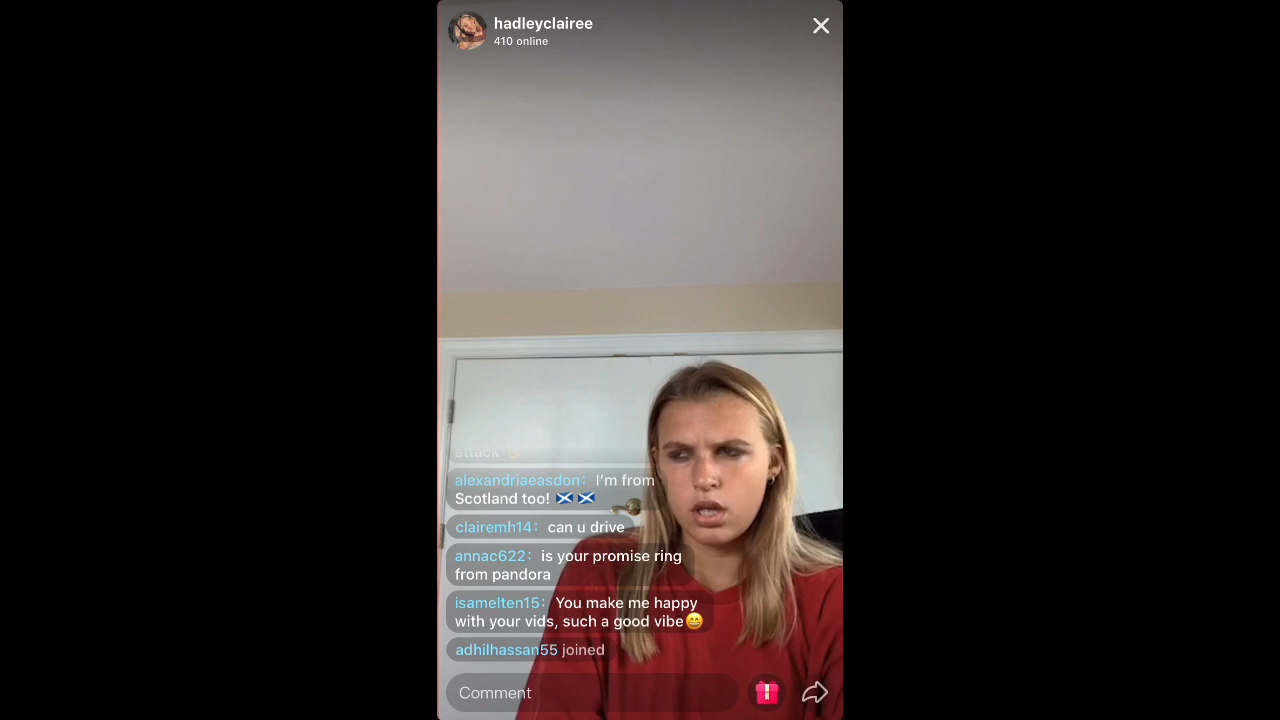 hadleyclairee
410 online
attack
alexandriaeasdon: I'm from
Scotland too! 🏴󠁧󠁢󠁳󠁣󠁴󠁿 🏴󠁧󠁢󠁳󠁣󠁴󠁿
clairemh14: can u drive
annac622: is your promise ring
from pandora
isamelten15: You make me happy
with your vids, such a good vibe😄
adhilhassan55 joined
Comment